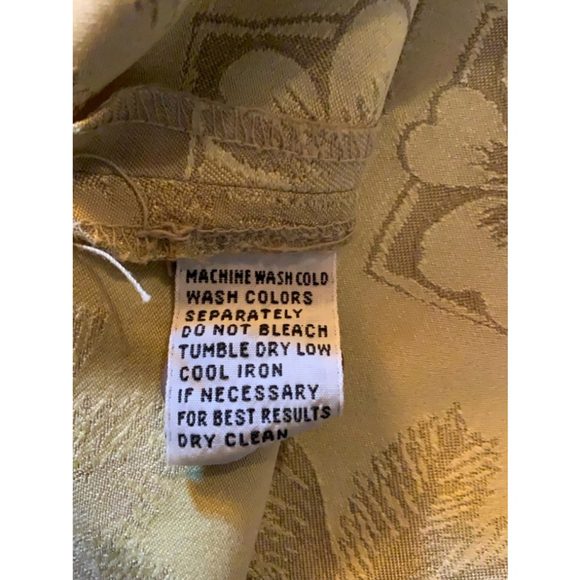 MACHINE WASH COLD
WASH COLORS
SEPARATELY
DO NOT BLEACH
TUMBLE DRY LOW
COOL IRON
IF NECESSARY
FOR BEST RESULTS
DRY CLEAN